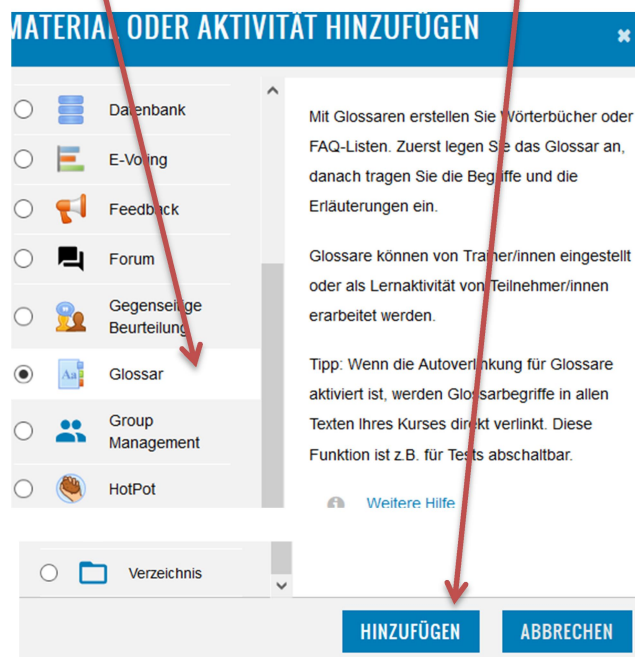 MATERIAL ODER AKTIVITÄT HINZUFÜGEN
Datenbank
E-Voting
Feedback
Forum
Gegenseitige
Beurteilung
Glossar
Group
Management
HotPot
Mit Glossaren erstellen Sie Wörterbücher oder
FAQ-Listen. Zuerst legen Sie das Glossar an,
danach tragen Sie die Begriffe und die
Erläuterungen ein.
Glossare können von Trainer/innen eingestellt
oder als Lernaktivität von Teilnehmer/innen
erarbeitet werden.
Tipp: Wenn die Autoverlinkung für Glossare
aktiviert ist, werden Glossarbegriffe in allen
Texten Ihres Kurses direkt verlinkt. Diese
Funktion ist z.B. für Tests abschaltbar.
Weitere Hilfe
Verzeichnis
HINZUFÜGEN
ABBRECHEN